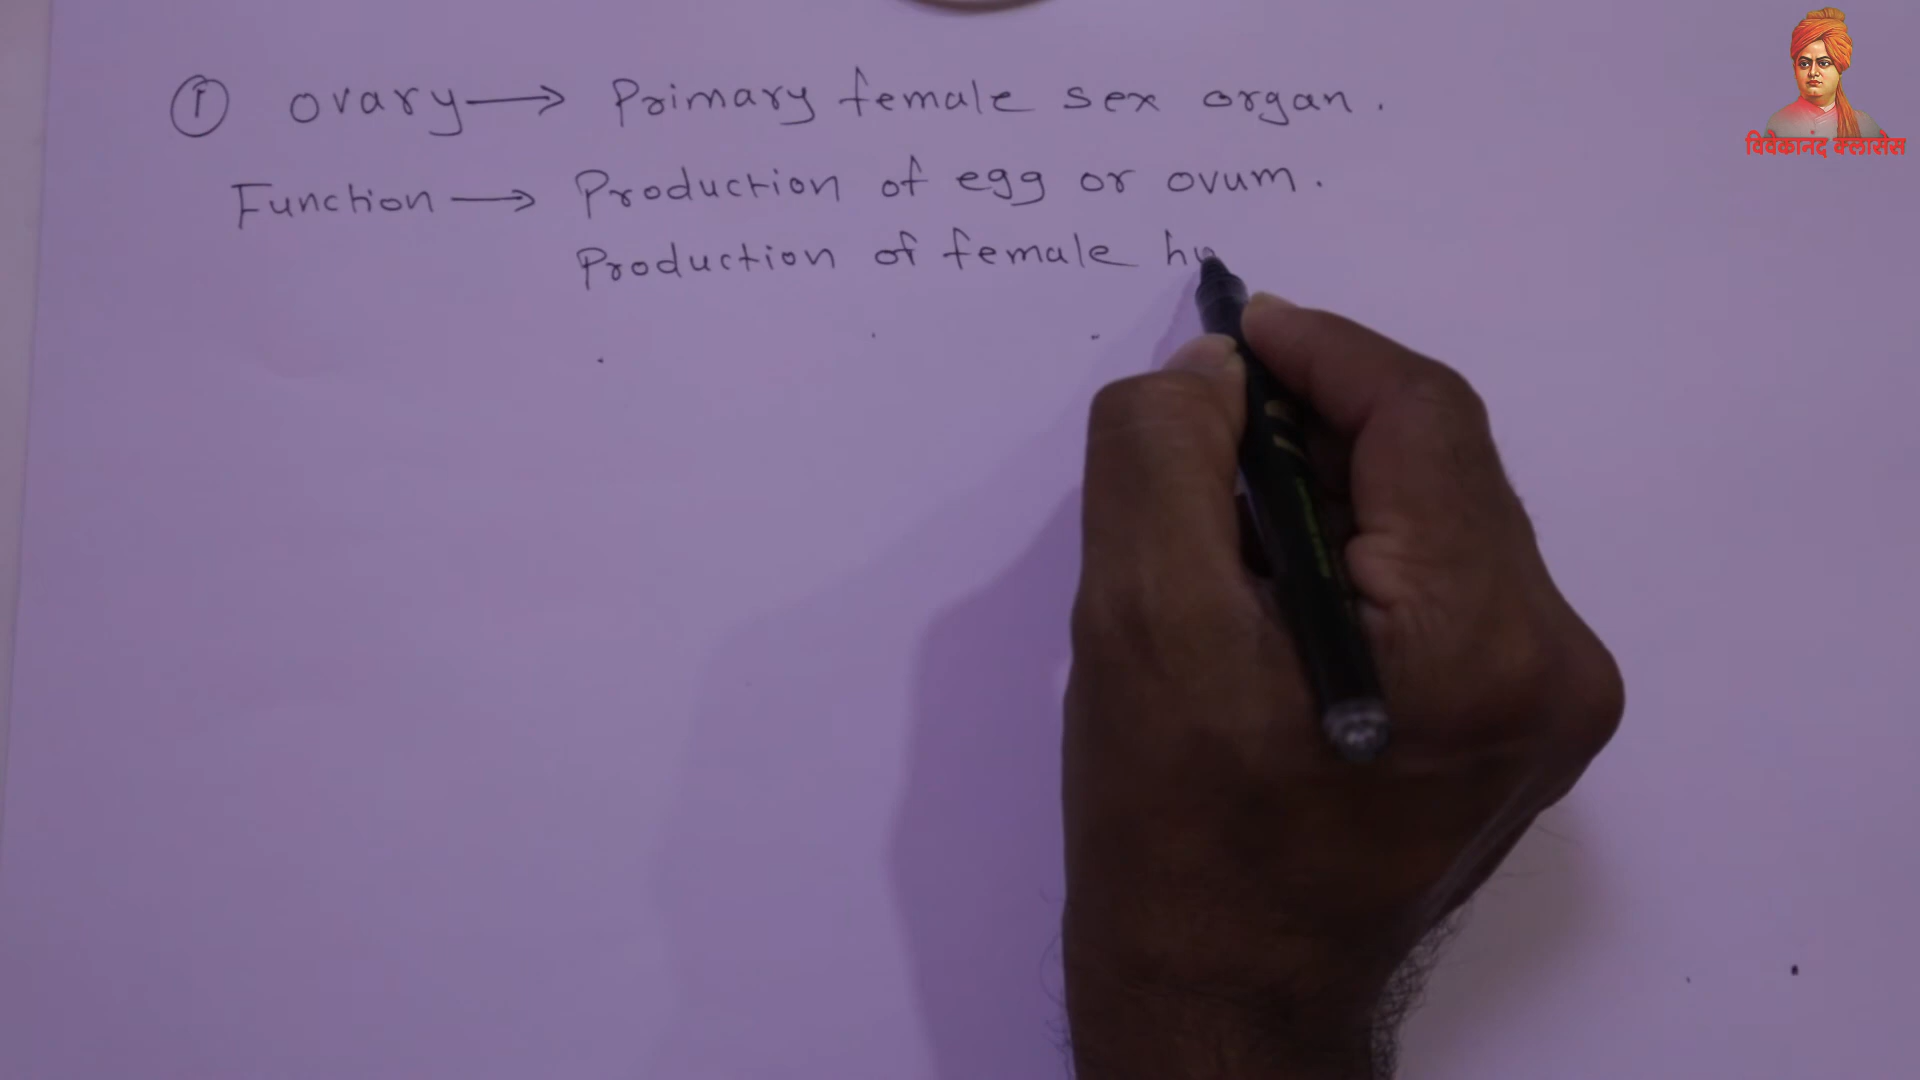 ① ovary → Primary female sex organ.
Function → Production of egg or ovum.
Production of female
विवेकानंद क्लासेस